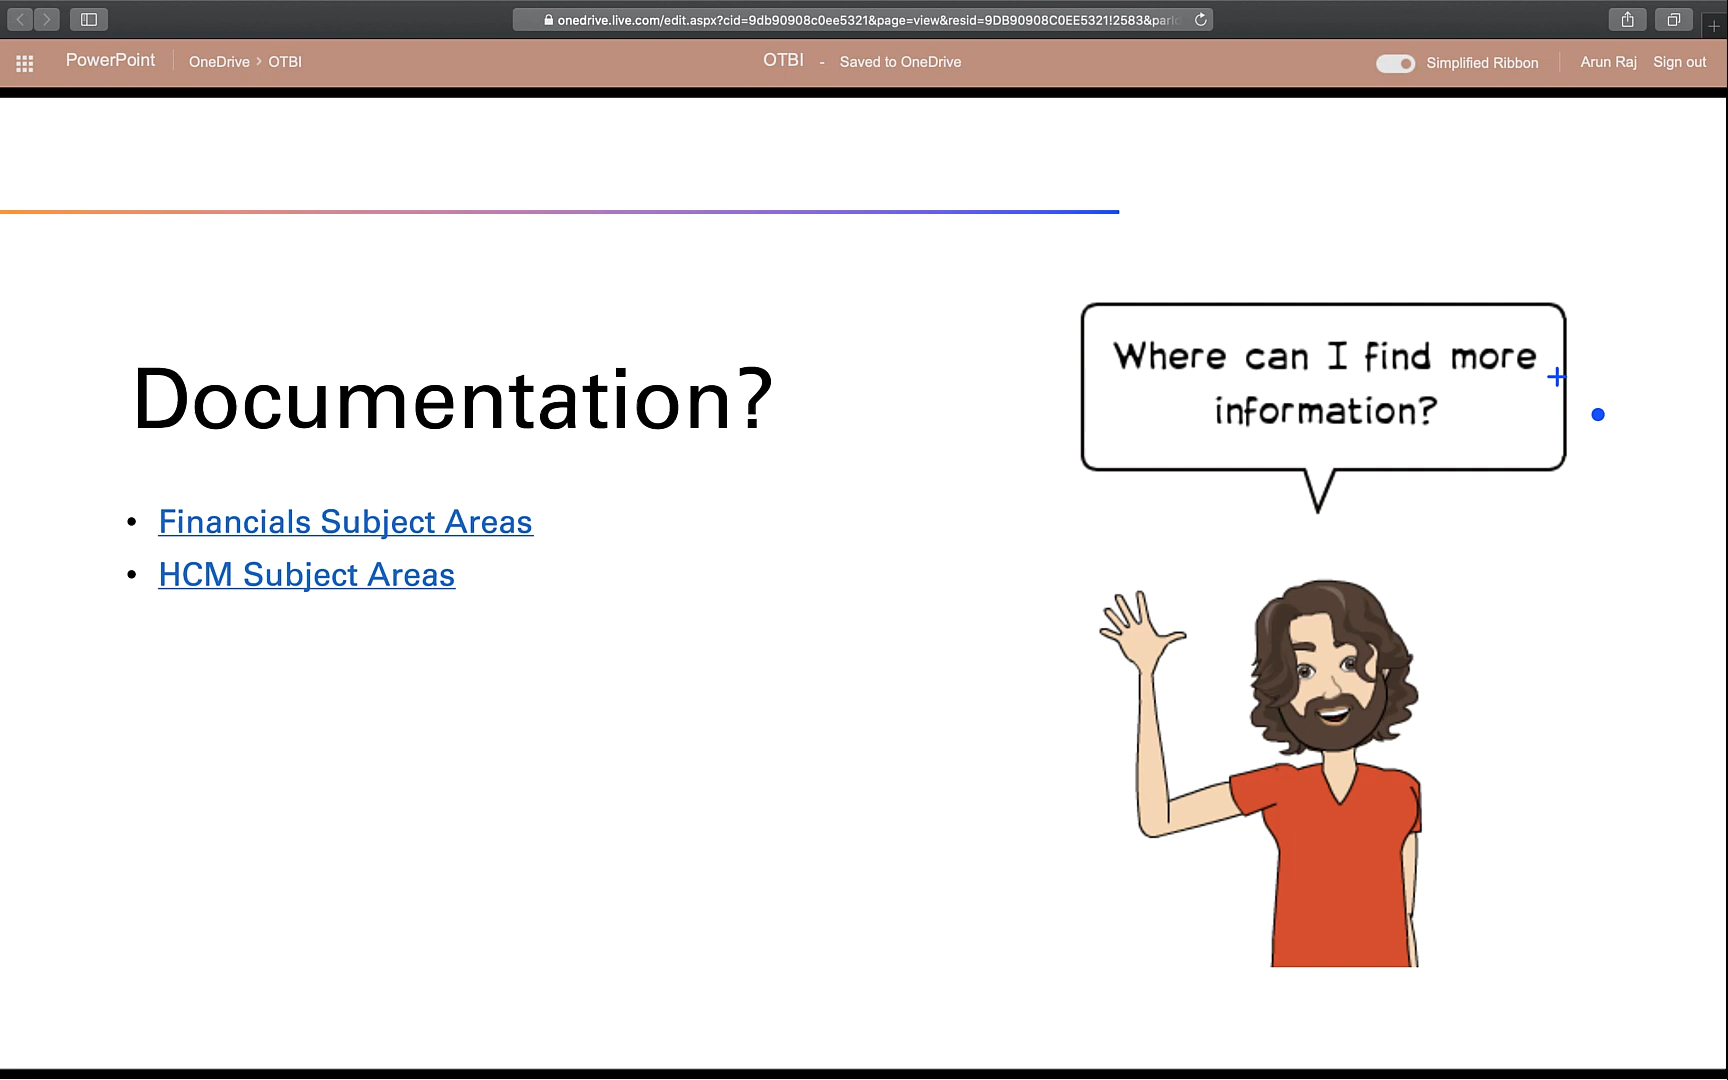 onedrive.live.com/edit.aspx?cid=9db90908c0ee5321&page=view&resid=9DB90908C0EE5321!2583&parid
PowerPoint
OneDrive › OTBI
OTBI - Saved to OneDrive
Simplified Ribbon
Arun Raj
Sign out
Documentation?
• Financials Subject Areas
• HCM Subject Areas
Where can I find more
information?